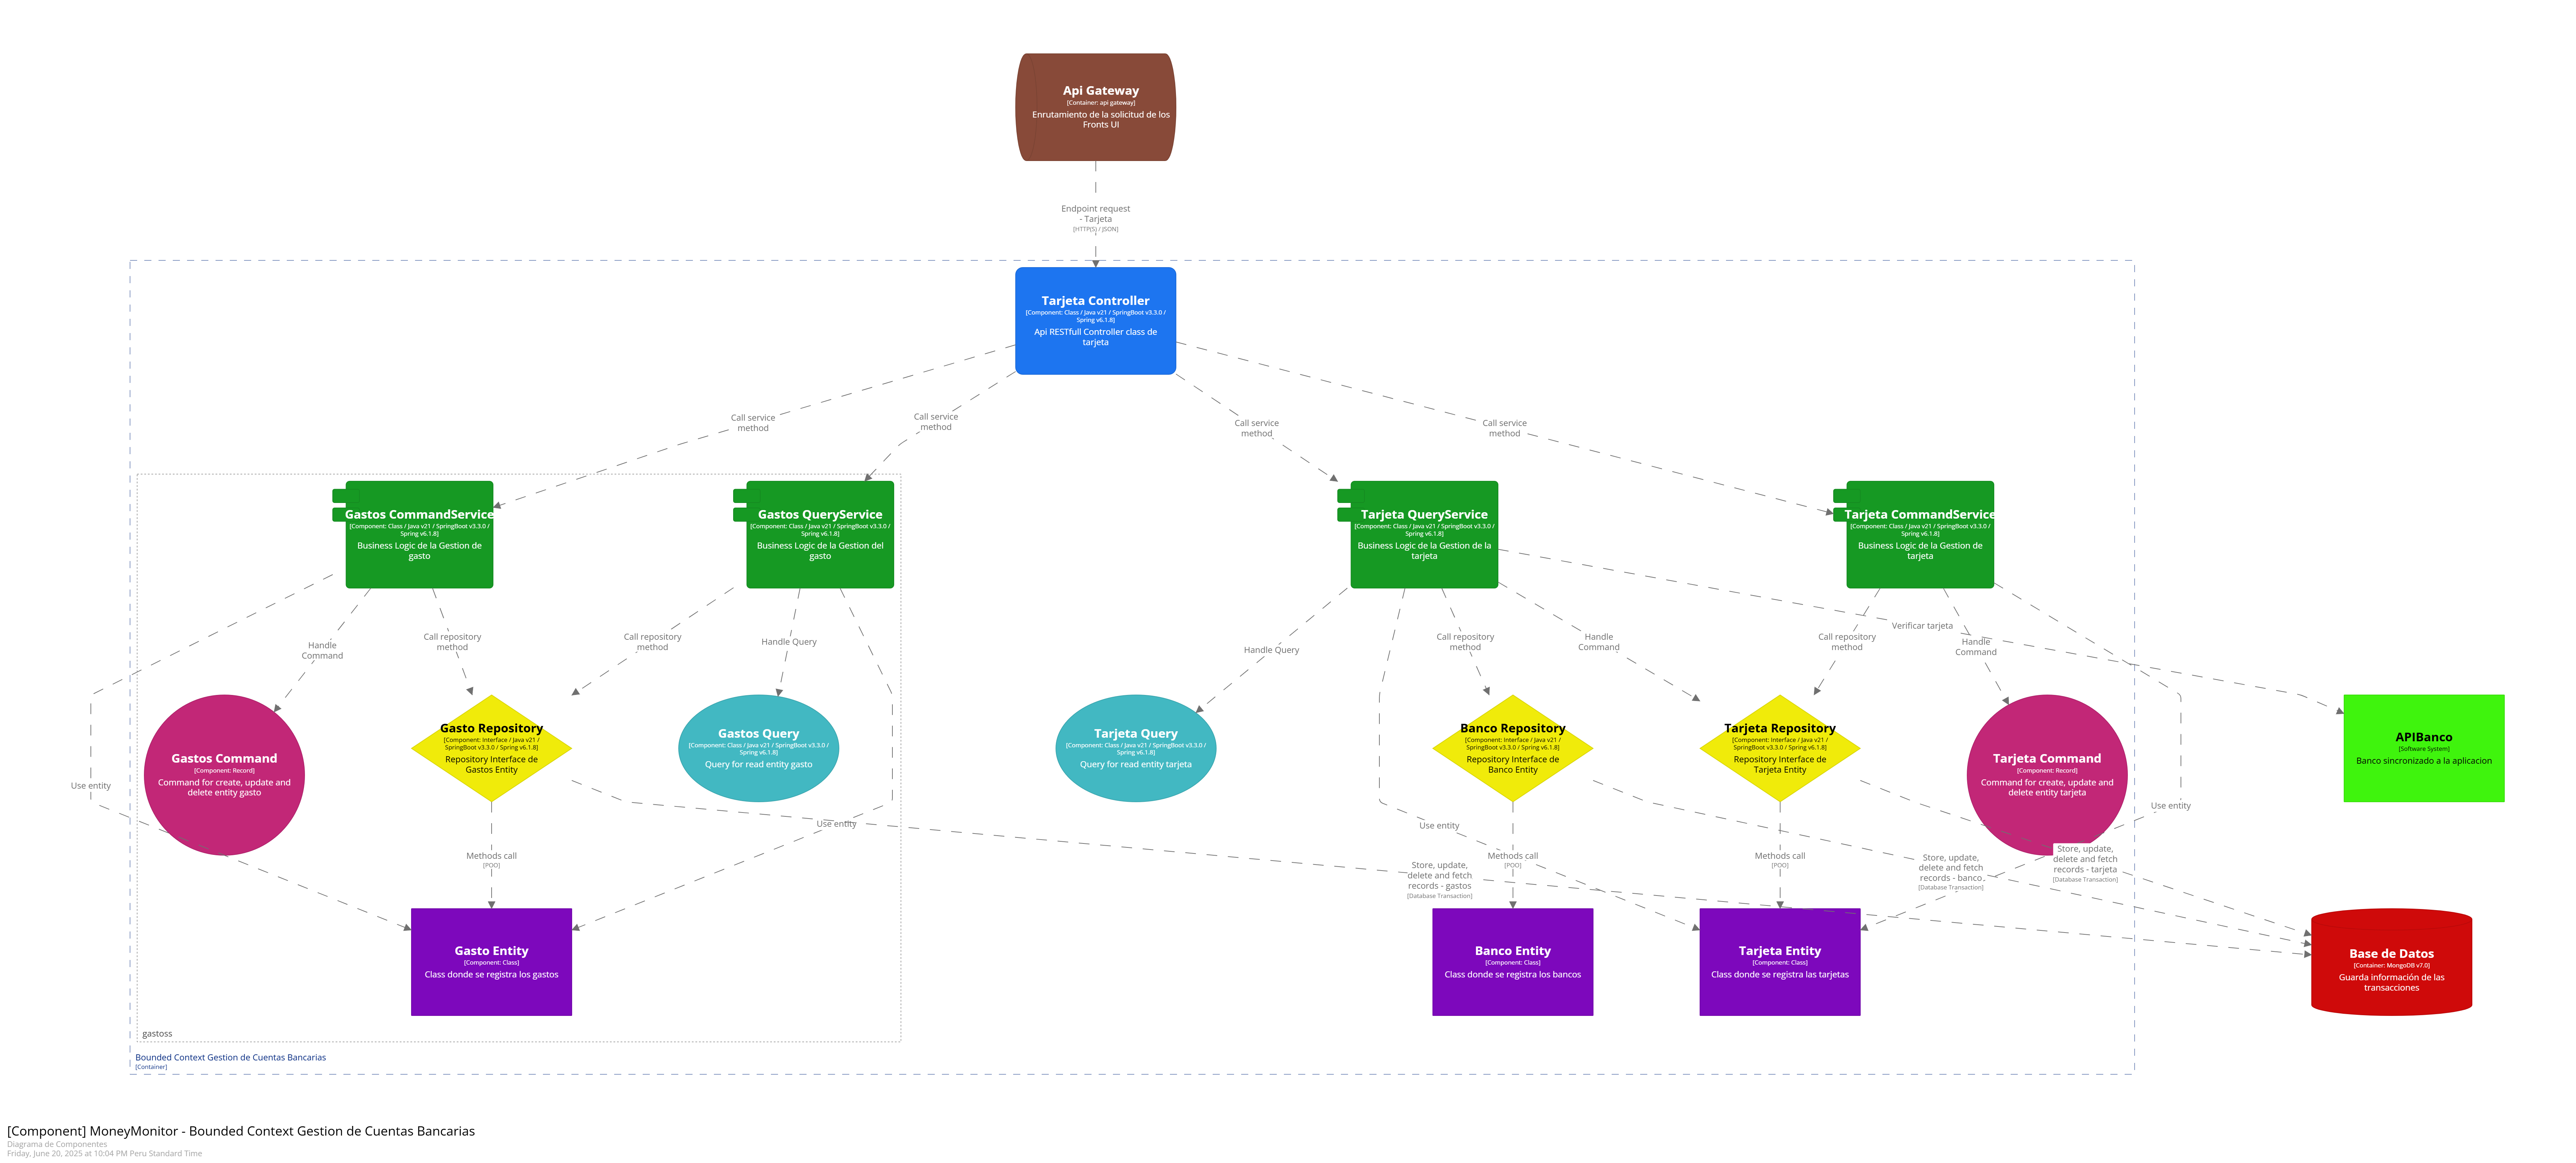 Api Gateway
[Container: api gateway]
Enrutamiento de la solicitud de los
Fronts UI
Endpoint request
- Tarjeta
[HTTP(S) / JSON]
Tarjeta Controller
[Component: Class / Java v21 / SpringBoot v3.3.0 /
Spring v6.1.8]
Api RESTfull Controller class de
tarjeta
Call service
method
Call service
method
Call service
method
Call service
method
Gastos CommandService
[Component: Class / Java v21 / SpringBoot v3.3.0 /
Spring v6.1.8]
Business Logic de la Gestion de
gasto
Gastos QueryService
[Component: Class / Java v21 / SpringBoot v3.3.0 /
Spring v6.1.8]
Business Logic de la Gestion del
gasto
Tarjeta QueryService
[Component: Class / Java v21 / SpringBoot v3.3.0 /
Spring v6.1.8]
Business Logic de la Gestion de la
tarjeta
Tarjeta CommandService
[Component: Class / Java v21 / SpringBoot v3.3.0 /
Spring v6.1.8]
Business Logic de la Gestion de
tarjeta
Handle
Command
Call repository
method
Call repository
method
Handle Query
Handle Query
Call repository
method
Handle
Command
Call repository
method
Verificar tarjeta
Handle
Command
Gastos Command
[Component: Record]
Command for create, update and
delete entity gasto
Gasto Repository
[Component: Interface / Java v21 /
SpringBoot v3.3.0 / Spring v6.1.8]
Repository Interface de
Gastos Entity
Gastos Query
[Component: Class / Java v21 / SpringBoot v3.3.0 /
Spring v6.1.8]
Query for read entity gasto
Tarjeta Query
[Component: Class / Java v21 / SpringBoot v3.3.0 /
Spring v6.1.8]
Query for read entity tarjeta
Banco Repository
[Component: Interface / Java v21 /
SpringBoot v3.3.0 / Spring v6.1.8]
Repository Interface de
Banco Entity
Tarjeta Repository
[Component: Interface / Java v21 /
SpringBoot v3.3.0 / Spring v6.1.8]
Repository Interface de
Tarjeta Entity
Tarjeta Command
[Component: Record]
Command for create, update and
delete entity tarjeta
APIBanco
[Software System]
Banco sincronizado a la aplicacion
Use entity
Use entity
Use entity
Use entity
Methods call
[POO]
Methods call
[POO]
Methods call
[POO]
Store, update,
delete and fetch
records - gastos
[Database Transaction]
Store, update,
delete and fetch
records - banco
[Database Transaction]
Store, update,
delete and fetch
records - tarjeta
[Database Transaction]
Gasto Entity
[Component: Class]
Class donde se registra los gastos
Banco Entity
[Component: Class]
Class donde se registra los bancos
Tarjeta Entity
[Component: Class]
Class donde se registra las tarjetas
Base de Datos
[Container: MongoDB v7.0]
Guarda información de las
transacciones
gastoss
Bounded Context Gestion de Cuentas Bancarias
[Container]
[Component] MoneyMonitor - Bounded Context Gestion de Cuentas Bancarias
Diagrama de Componentes
Friday, June 20, 2025 at 10:04 PM Peru Standard Time